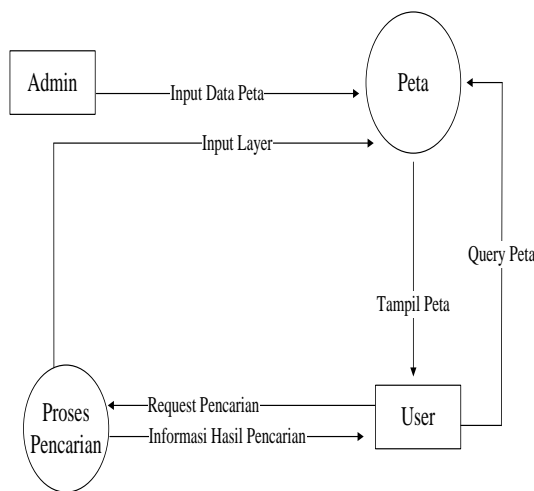 Admin
Peta
Input Data Peta
Input Layer
Query Peta
Tampil Peta
Request Pencarian
User
Proses
Pencarian
Informasi Hasil Pencarian